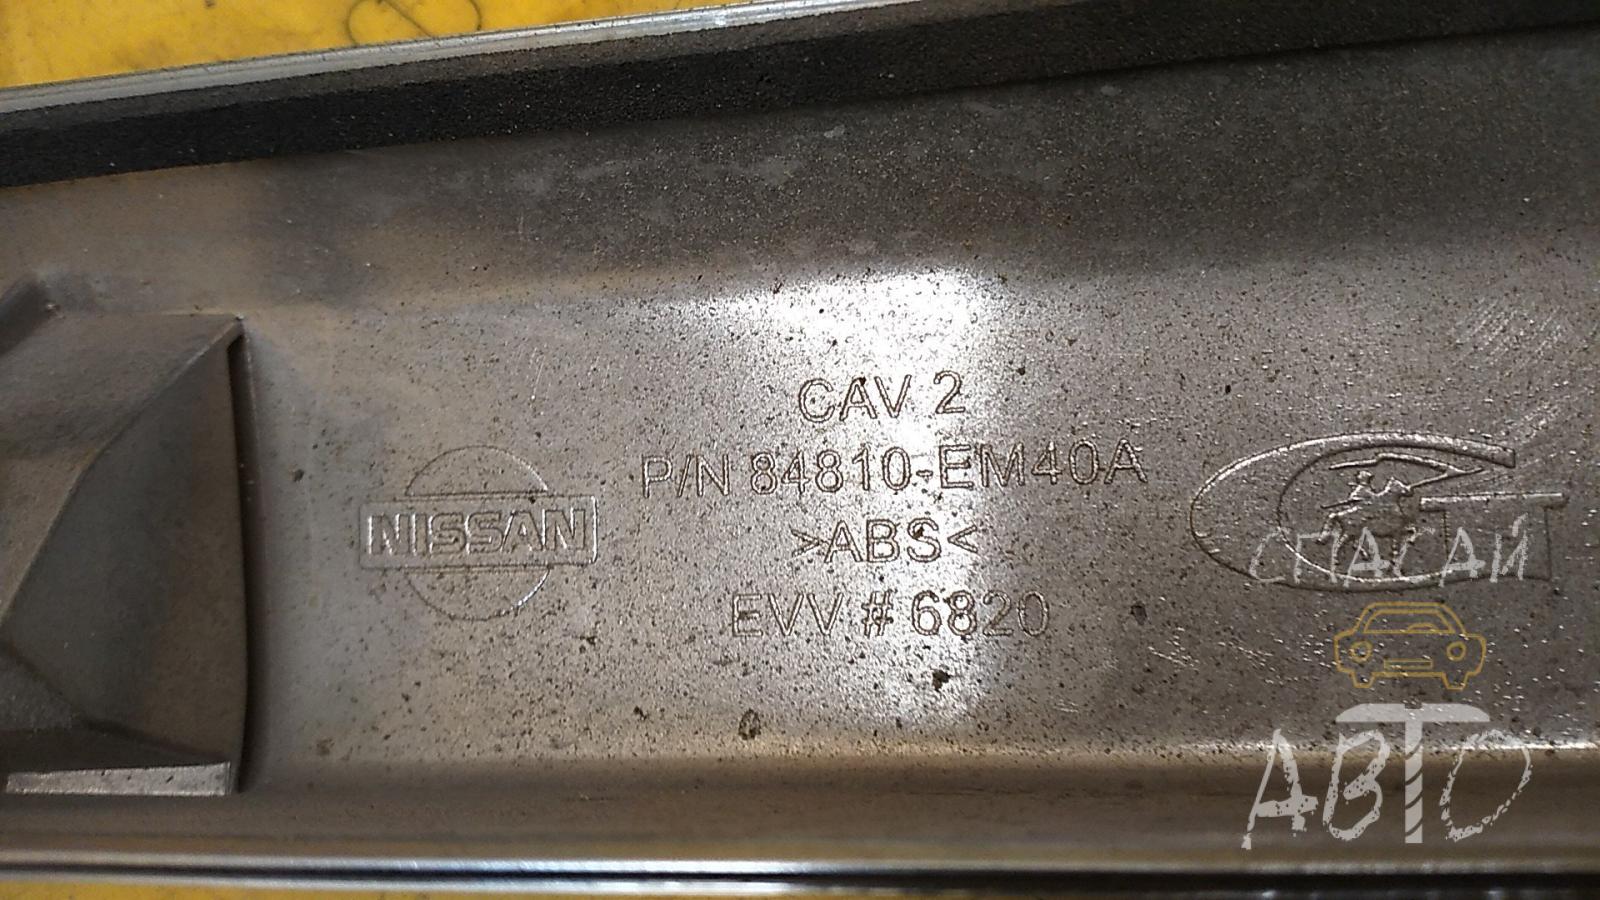 CAV 2
P/N 84810-EM40A
NISSAN
>ABS<
EVV # 6820
СПАСАЙ
АВТО